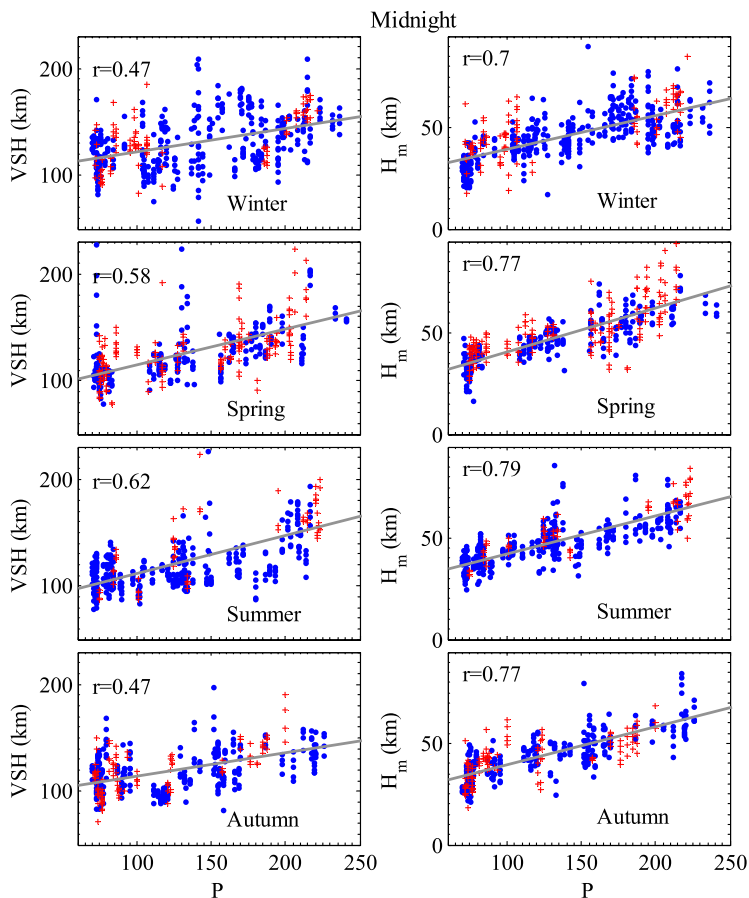 Midnight
200
100
VSH (km)
r=0.47
Winter
50
0
H_m (km)
r=0.7
Winter
200
100
VSH (km)
r=0.58
Spring
50
0
H_m (km)
r=0.77
Spring
200
100
VSH (km)
r=0.62
Summer
50
0
H_m (km)
r=0.79
Summer
200
100
VSH (km)
r=0.47
Autumn
100 150 200 250
P
50
0
H_m (km)
r=0.77
Autumn
100 150 200 250
P